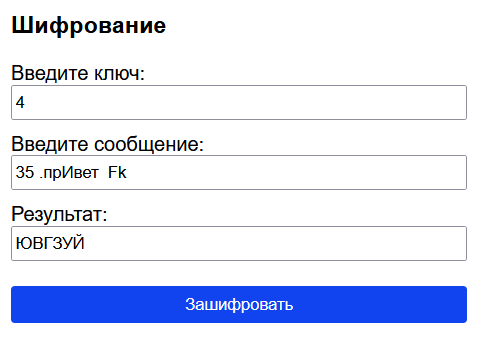 Шифрование
Введите ключ:
4
Введите сообщение:
35 .прИвет  Fk
Результат:
ЮВГЗУЙ
Зашифровать